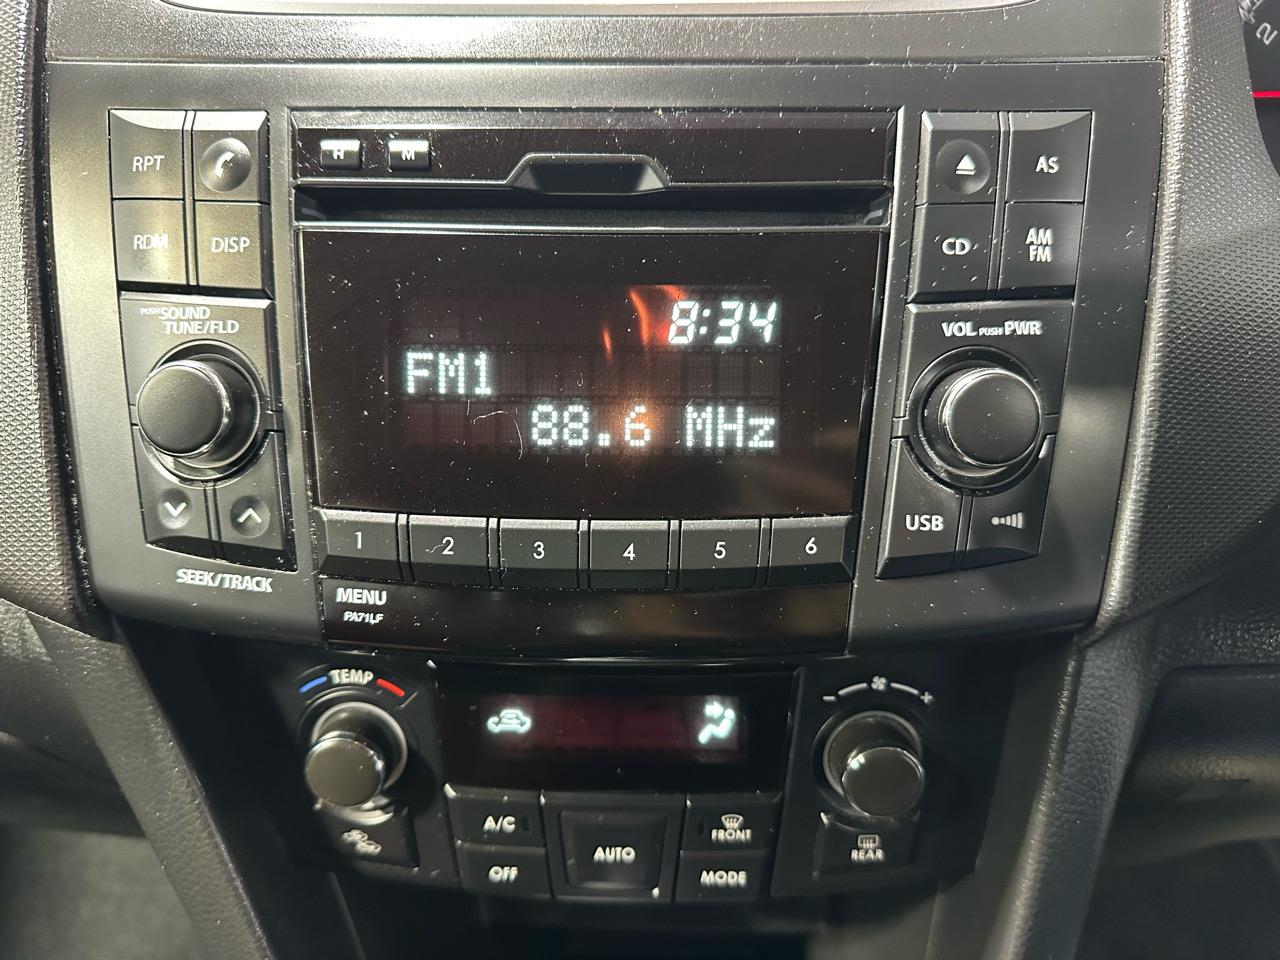 2
RPT
H
M
AS
RDM
DISP
CD
AM
FM
PUSH SOUND
TUNE/FLD
8:34
VOL PUSH PWR
FM1
88.6 MHz
1
2
3
4
5
6
USB
SEEK/TRACK
MENU
PA71LF
TEMP
- +
A/C
AUTO
FRONT
REAR
OFF
MODE